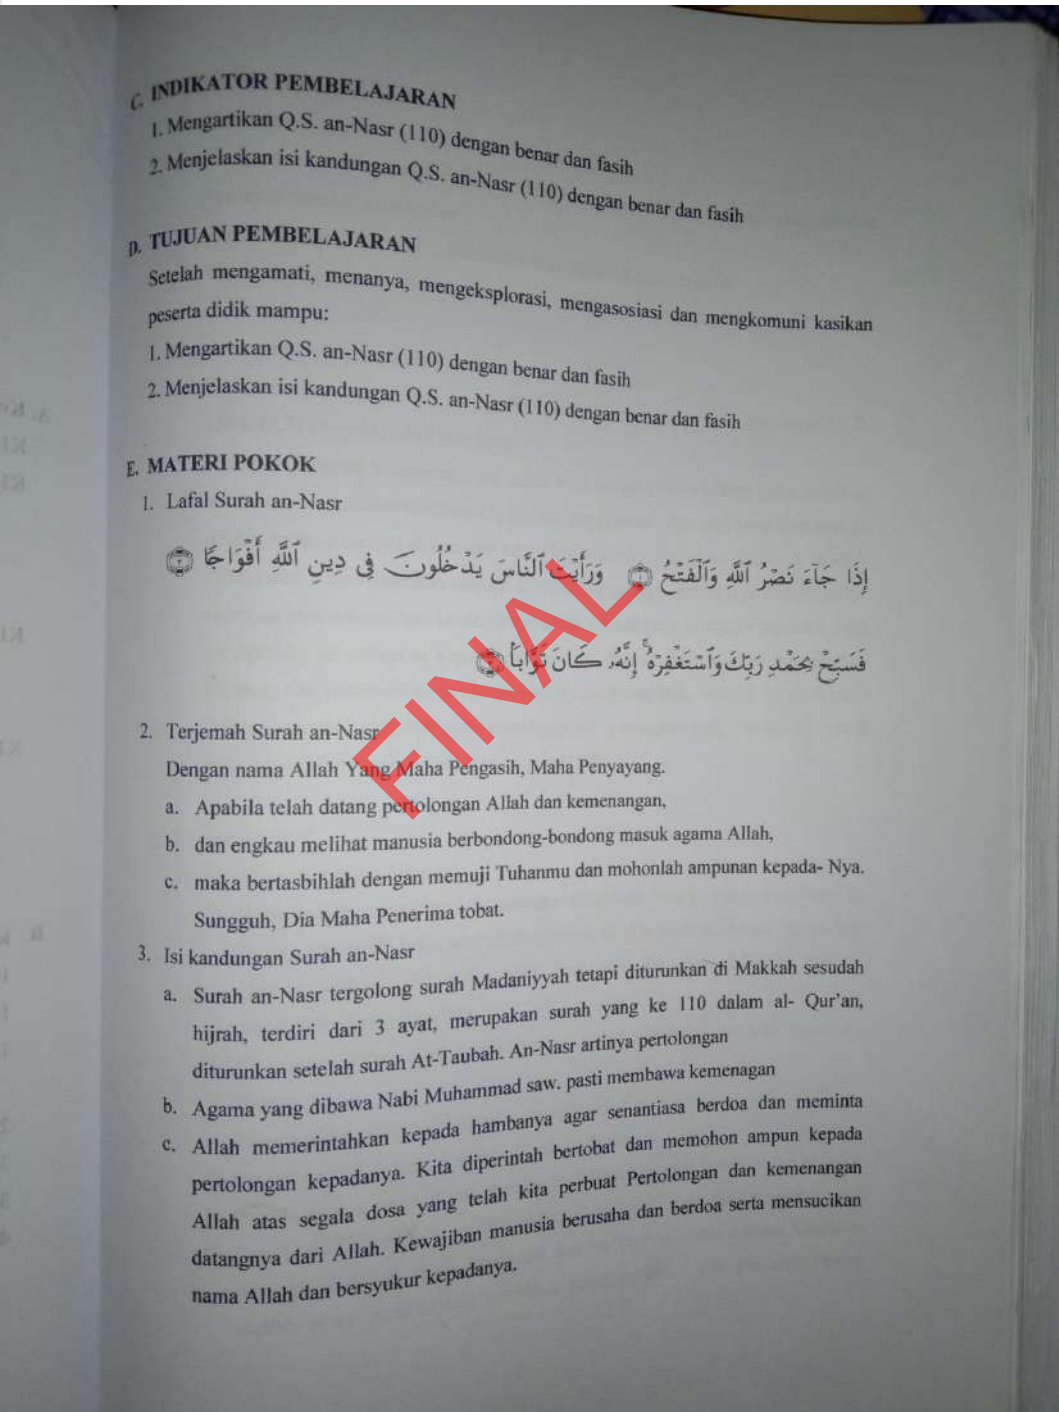 C. INDIKATOR PEMBELAJARAN
1. Mengartikan Q.S. an-Nasr (110) dengan benar dan fasih
2. Menjelaskan isi kandungan Q.S. an-Nasr (110) dengan benar dan fasih
D. TUJUAN PEMBELAJARAN
Setelah mengamati, menanya, mengeksplorasi, mengasosiasi dan mengkomuni kasikan
peserta didik mampu:
1. Mengartikan Q.S. an-Nasr (110) dengan benar dan fasih
2. Menjelaskan isi kandungan Q.S. an-Nasr (110) dengan benar dan fasih
E. MATERI POKOK
1. Lafal Surah an-Nasr
إِذَا جَآءَ نَصْرُ ٱللَّهِ وَٱلْفَتْحُ ۝١ وَرَأَيْتَ ٱلنَّاسَ يَدْخُلُونَ فِى دِينِ ٱللَّهِ أَفْوَاجًا ۝٢
فَسَبِّحْ بِحَمْدِ رَبِّكَ وَٱسْتَغْفِرْهُ ۚ إِنَّهُۥ كَانَ تَوَّابًۢا ۝٣
FINAL
2. Terjemah Surah an-Nasr
Dengan nama Allah Yang Maha Pengasih, Maha Penyayang.
a. Apabila telah datang pertolongan Allah dan kemenangan,
b. dan engkau melihat manusia berbondong-bondong masuk agama Allah,
c. maka bertasbihlah dengan memuji Tuhanmu dan mohonlah ampunan kepada- Nya.
Sungguh, Dia Maha Penerima tobat.
3. Isi kandungan Surah an-Nasr
a. Surah an-Nasr tergolong surah Madaniyyah tetapi diturunkan di Makkah sesudah
hijrah, terdiri dari 3 ayat, merupakan surah yang ke 110 dalam al- Qur'an,
diturunkan setelah surah At-Taubah. An-Nasr artinya pertolongan
b. Agama yang dibawa Nabi Muhammad saw. pasti membawa kemenagan
c. Allah memerintahkan kepada hambanya agar senantiasa berdoa dan meminta
pertolongan kepadanya. Kita diperintah bertobat dan memohon ampun kepada
Allah atas segala dosa yang telah kita perbuat Pertolongan dan kemenangan
datangnya dari Allah. Kewajiban manusia berusaha dan berdoa serta mensucikan
nama Allah dan bersyukur kepadanya.